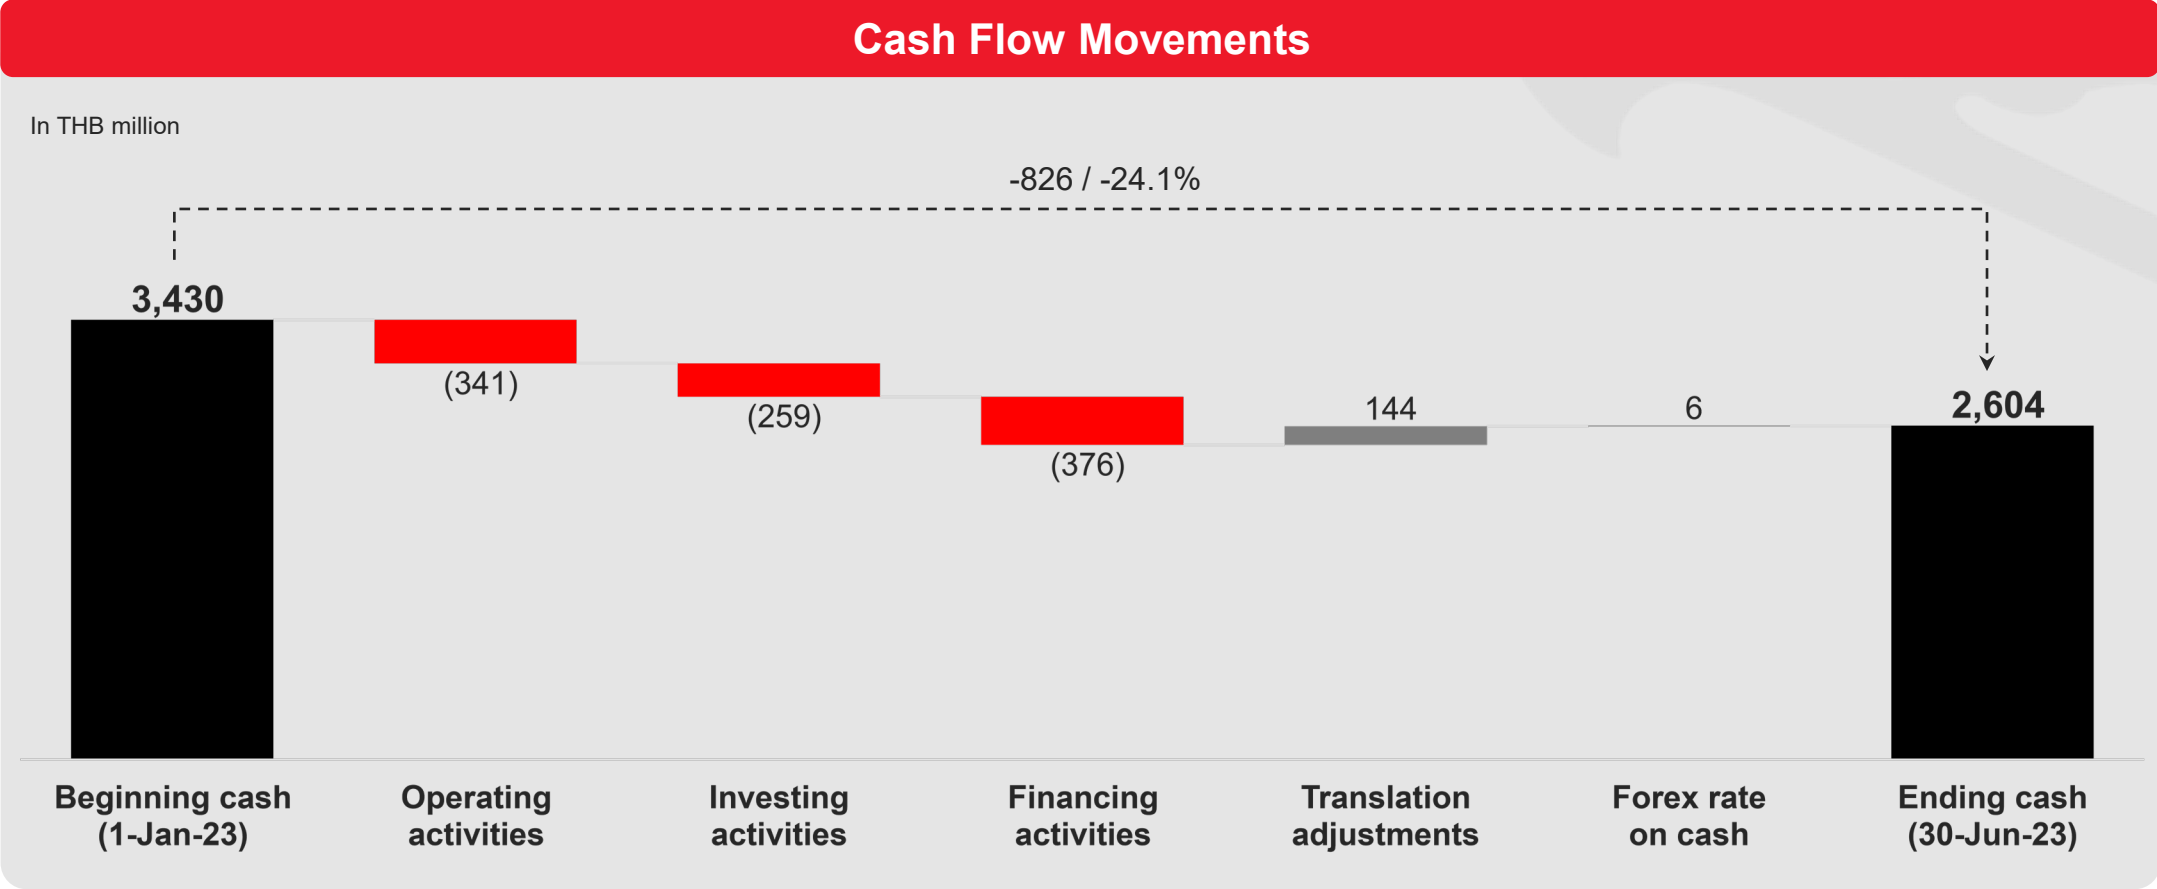 Cash Flow Movements
In THB million
-826 / -24.1%
3,430
(341)
(259)
(376)
144
6
2,604
Beginning cash
(1-Jan-23)
Operating
activities
Investing
activities
Financing
activities
Translation
adjustments
Forex rate
on cash
Ending cash
(30-Jun-23)